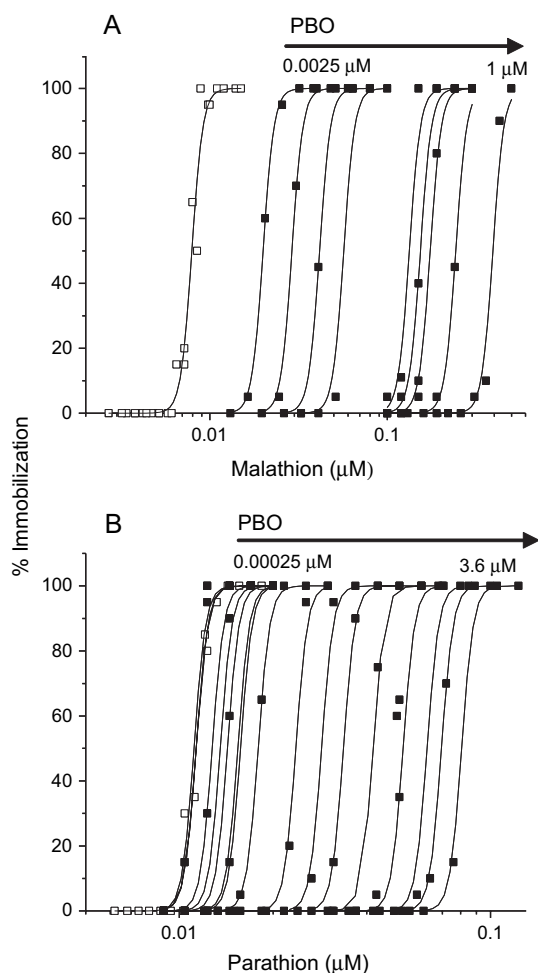 A
PBO
0.0025 μM
1 μM
100
80
60
40
20
0
0.01
0.1
Malathion (μM)
% Immobilization
B
PBO
0.00025 μM
3.6 μM
100
80
60
40
20
0
0.01
0.1
Parathion (μM)